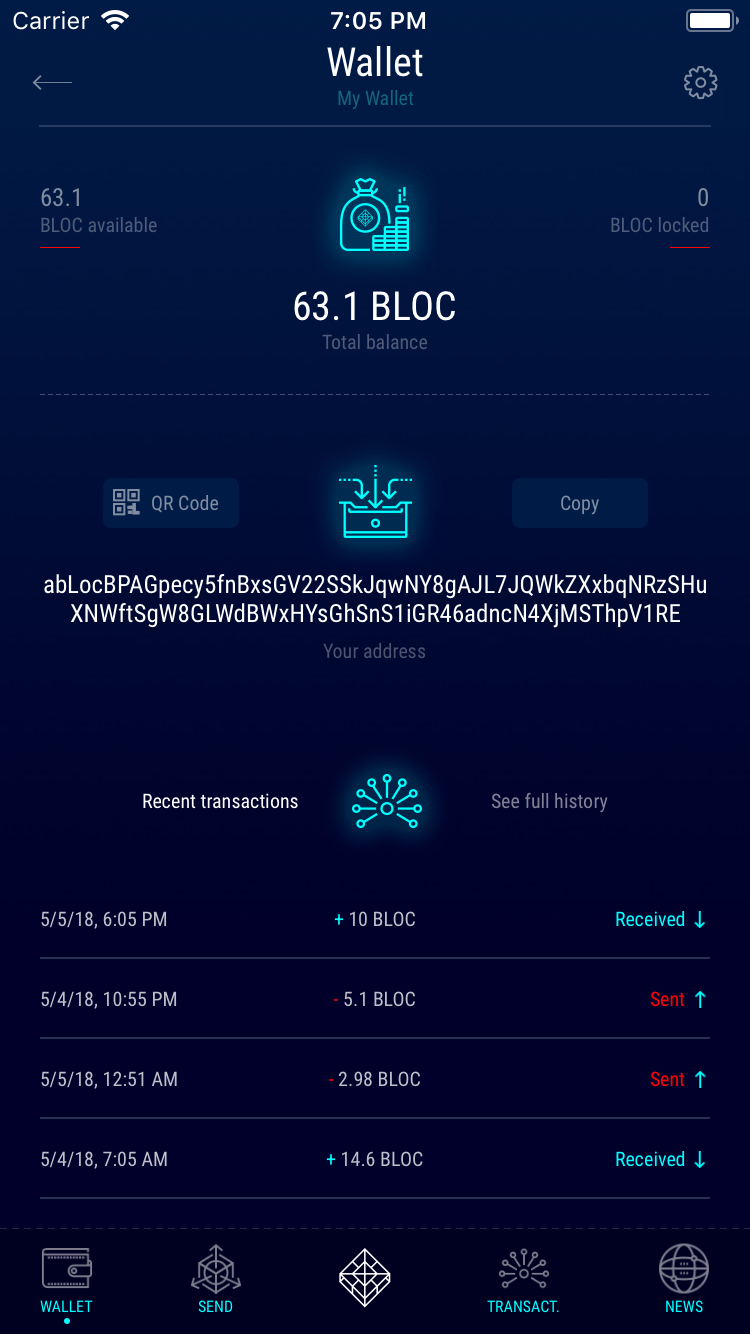 Carrier 7:05 PM
Wallet
My Wallet
63.1
BLOC available
0
BLOC locked
63.1 BLOC
Total balance
QR Code
Copy
abLocBPAGpecy5fnBxsGV22SSkJqwNY8gAJL7JQWkZXxbqNRzSHu
XNWftSgW8GLWdBWxHYsGhSnS1iGR46adncN4XjMSThpV1RE
Your address
Recent transactions See full history
5/5/18, 6:05 PM + 10 BLOC Received ↓
5/4/18, 10:55 PM - 5.1 BLOC Sent ↑
5/5/18, 12:51 AM - 2.98 BLOC Sent ↑
5/4/18, 7:05 AM + 14.6 BLOC Received ↓
WALLET SEND TRANSACT. NEWS